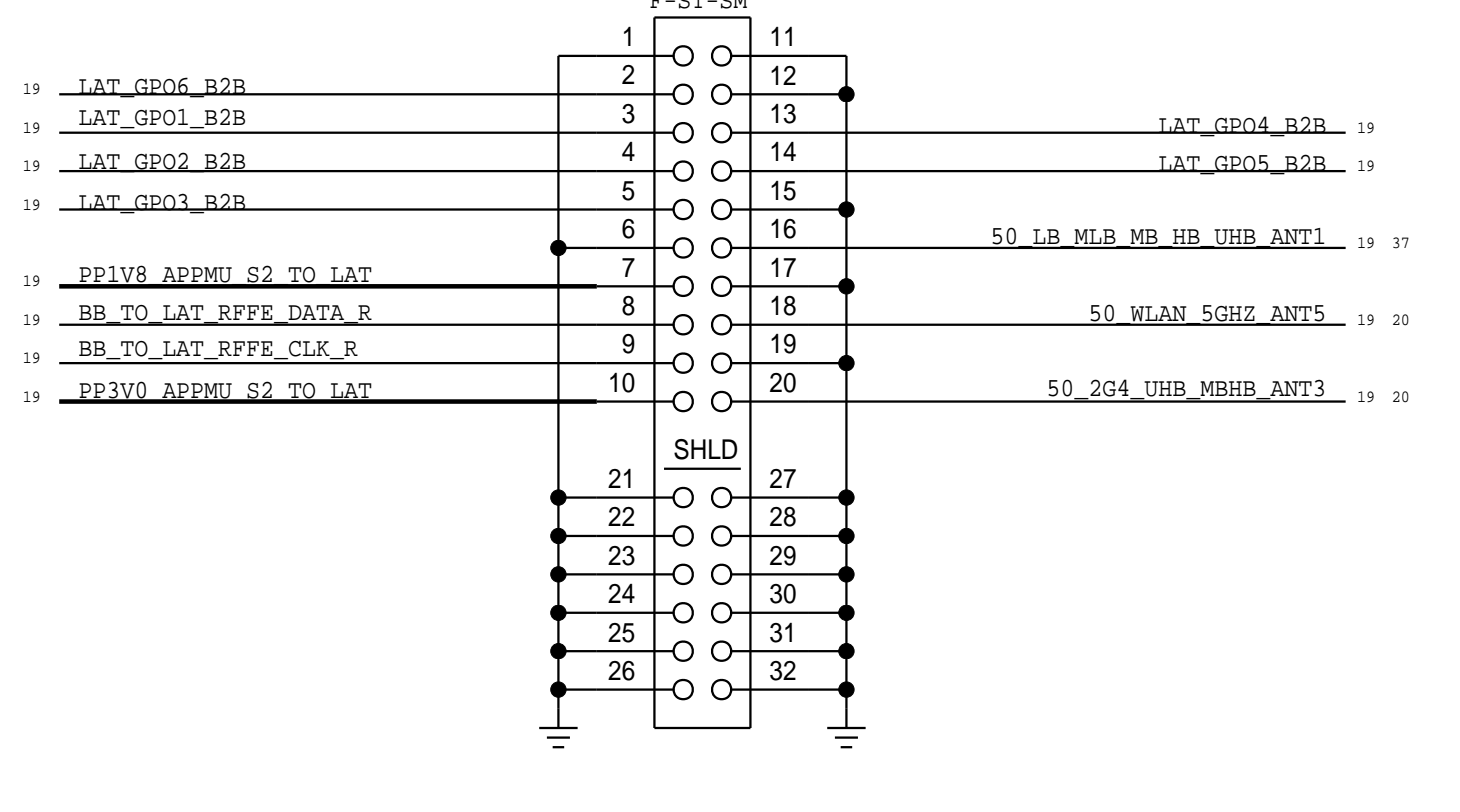 F-ST-SM
1 11
2 12
19 LAT_GPO6_B2B
3 13
19 LAT_GPO1_B2B
LAT_GPO4_B2B 19
4 14
19 LAT_GPO2_B2B
LAT_GPO5_B2B 19
5 15
19 LAT_GPO3_B2B
6 16
50_LB_MLB_MB_HB_UHB_ANT1 19 37
7 17
19 PP1V8_APPMU_S2_TO_LAT
8 18
19 BB_TO_LAT_RFFE_DATA_R
50_WLAN_5GHZ_ANT5 19 20
9 19
19 BB_TO_LAT_RFFE_CLK_R
10 20
19 PP3V0_APPMU_S2_TO_LAT
50_2G4_UHB_MBHB_ANT3 19 20
SHLD
21 27
22 28
23 29
24 30
25 31
26 32